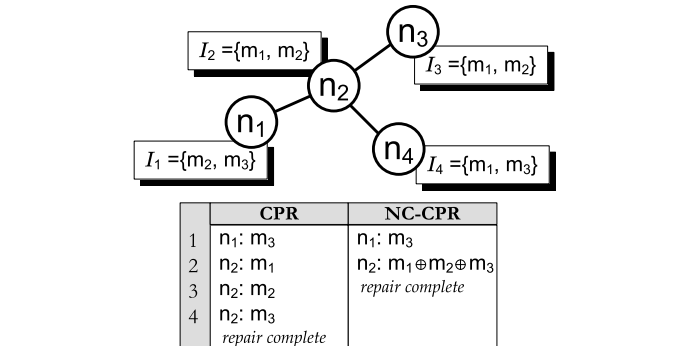 n₃
I₂ ={m₁, m₂}
I₃ ={m₁, m₂}
n₂
n₁
n₄
I₁ ={m₂, m₃}
I₄ ={m₁, m₃}
CPR NC-CPR
1 n₁: m₃ n₁: m₃
2 n₂: m₁ n₂: m₁⊕m₂⊕m₃
3 n₂: m₂ repair complete
4 n₂: m₃
repair complete